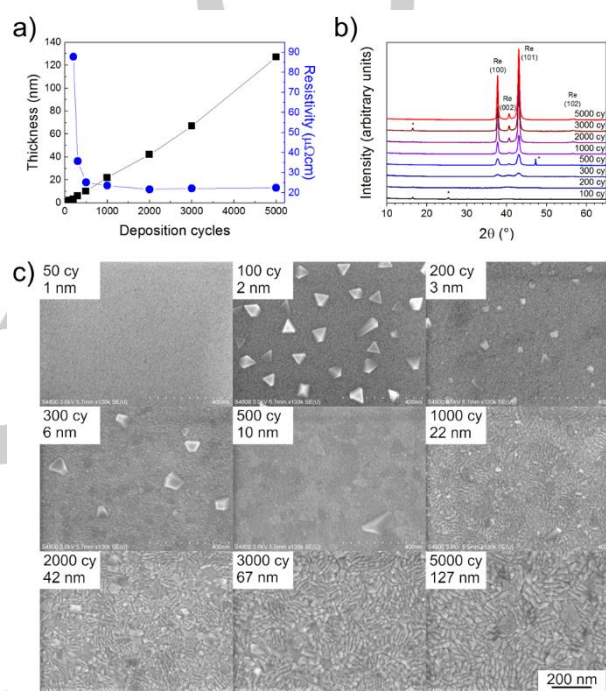 a)
140
120
100
80
60
40
20
0
Thickness (nm)
0 1000 2000 3000 4000 5000
Deposition cycles
90
80
70
60
50
40
30
20
Resistivity (μΩcm)
b)
Intensity (arbitrary units)
Re
(100)
Re
(002)
Re
(101)
Re
(102)
5000 cy
3000 cy
2000 cy
1000 cy
500 cy
300 cy
200 cy
100 cy
10 20 30 40 50 60
2θ (°)
c)
50 cy
1 nm
100 cy
2 nm
200 cy
3 nm
300 cy
6 nm
500 cy
10 nm
1000 cy
22 nm
2000 cy
42 nm
3000 cy
67 nm
5000 cy
127 nm
200 nm